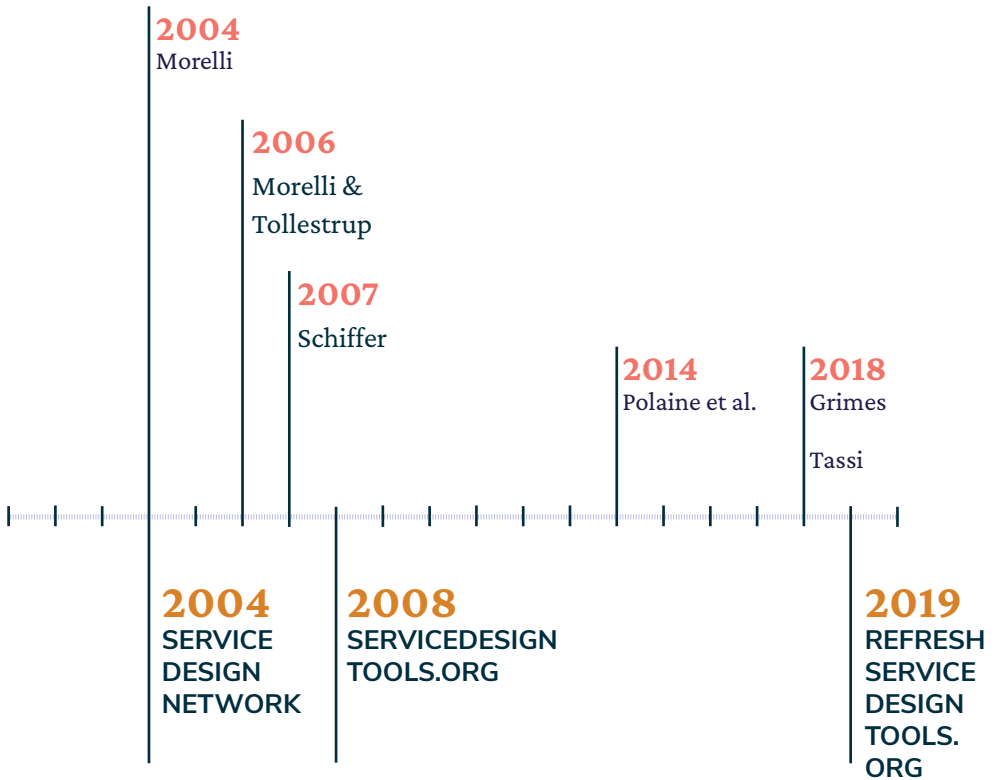 2004
Morelli
2006
Morelli &
Tollestrup
2007
Schiffer
2014
Polaine et al.
2018
Grimes
Tassi
2004
SERVICE
DESIGN
NETWORK
2008
SERVICEDESIGN
TOOLS.ORG
2019
REFRESH
SERVICE
DESIGN
TOOLS.
ORG